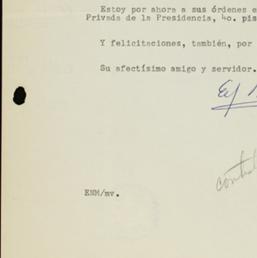 Estoy por ahora a sus órdenes e
Privada de la Presidencia, 4o. pis
Y felicitaciones, también, por
Su afectísimo amigo y servidor.
ENM/mv.